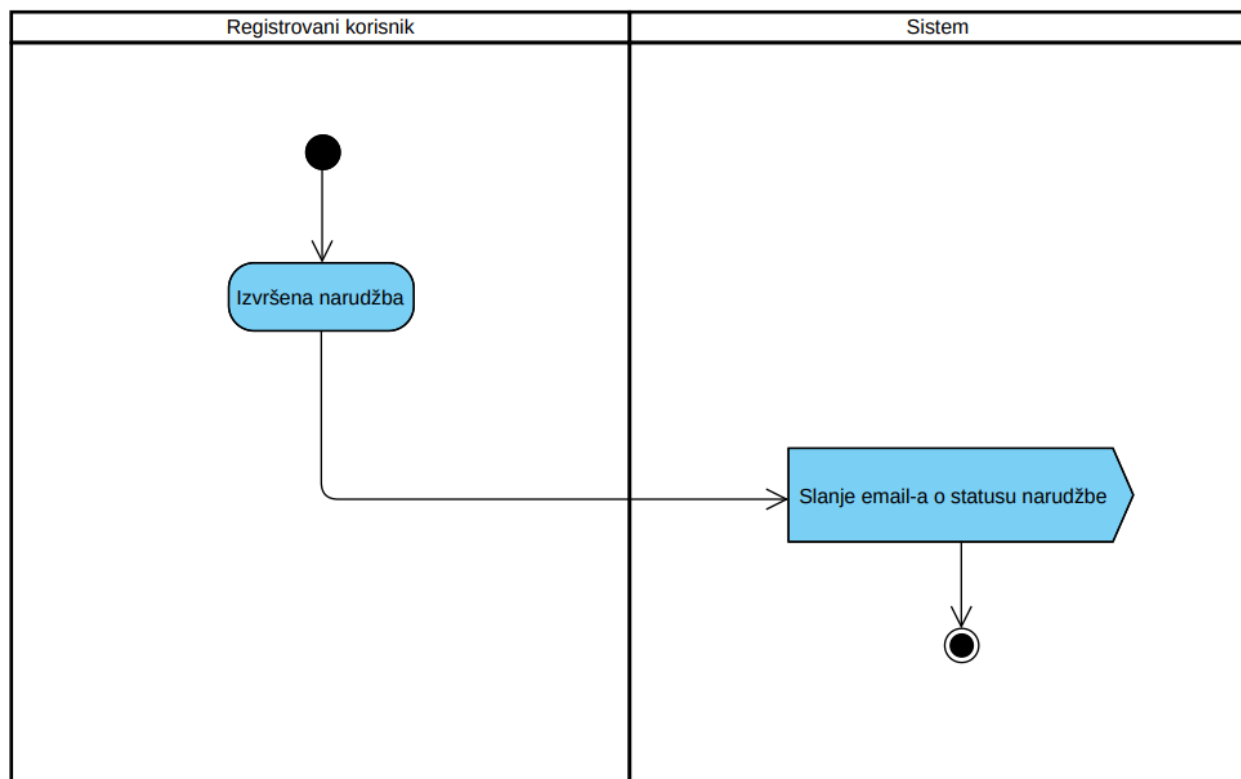 Registrovani korisnik
Sistem
Izvršena narudžba
Slanje email-a o statusu narudžbe